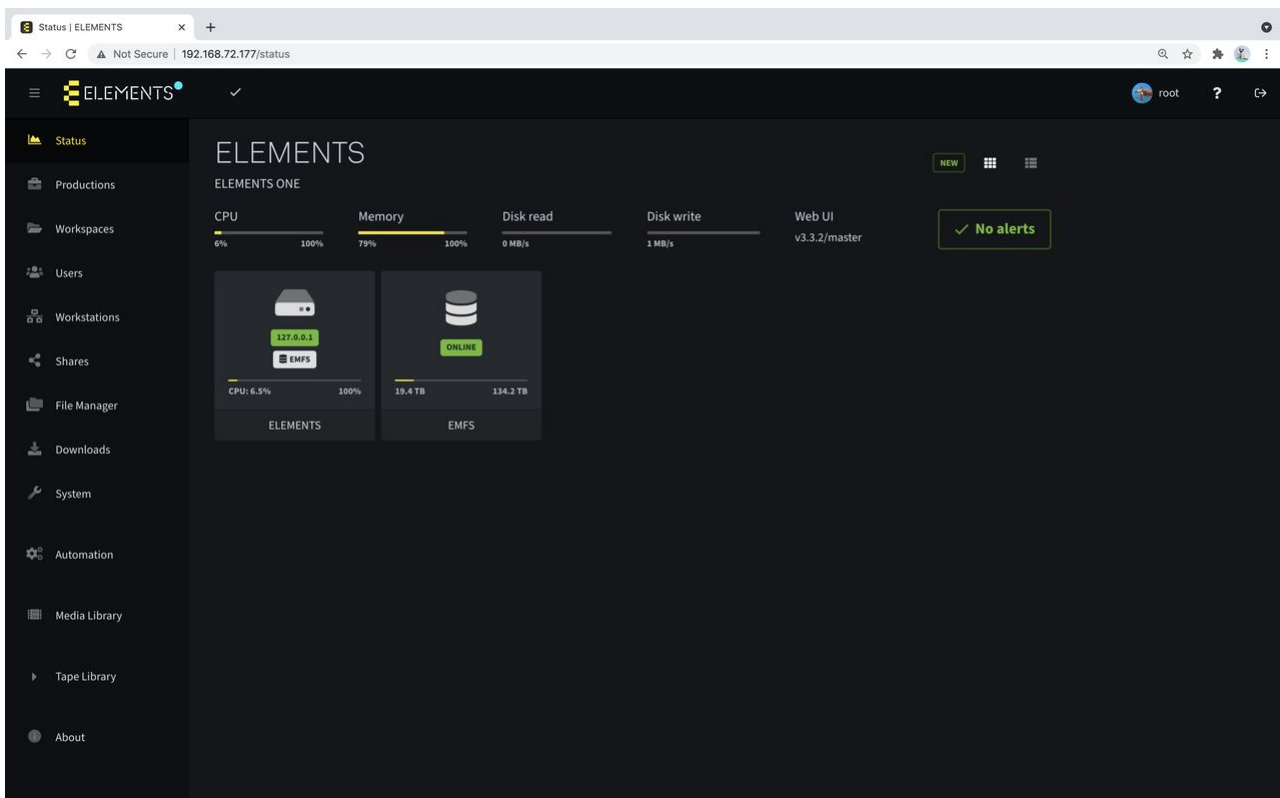 Status | ELEMENTS
Not Secure | 192.168.72.177/status
ELEMENTS
root ?
Status
Productions
Workspaces
Users
Workstations
Shares
File Manager
Downloads
System
Automation
Media Library
Tape Library
About
ELEMENTS
NEW
ELEMENTS ONE
CPU
6% 100%
Memory
79% 100%
Disk read
0 MB/s
Disk write
1 MB/s
Web UI
v3.3.2/master
No alerts
127.0.0.1
EMFS
CPU: 6.5% 100%
ELEMENTS
ONLINE
19.4 TB 134.2 TB
EMFS